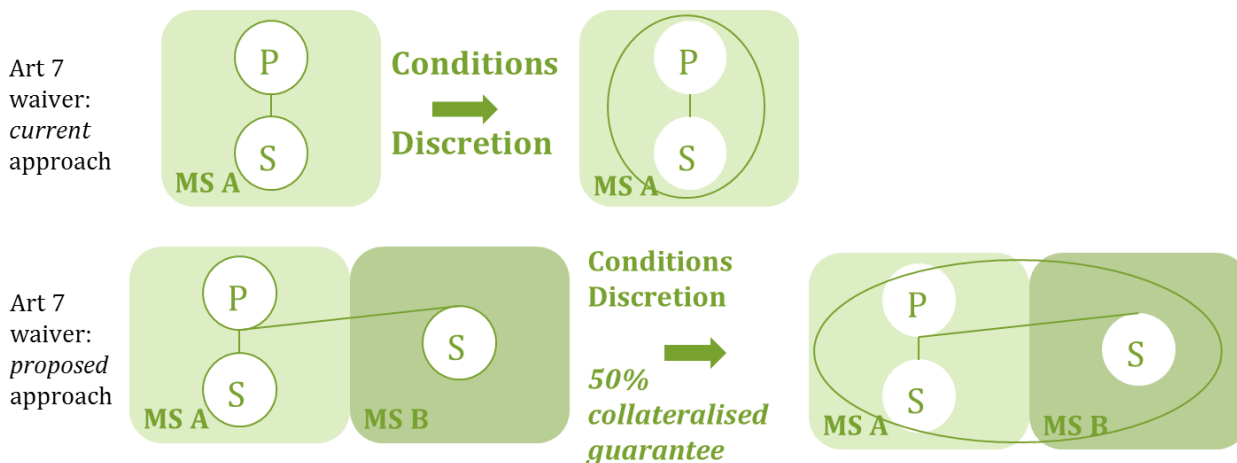 Art 7
waiver:
current
approach
P
S
MS A
Conditions
Discretion
P
S
MS A
Art 7
waiver:
proposed
approach
P
S
S
MS A
MS B
Conditions
Discretion
50%
collateralised
guarantee
P
S
S
MS A
MS B